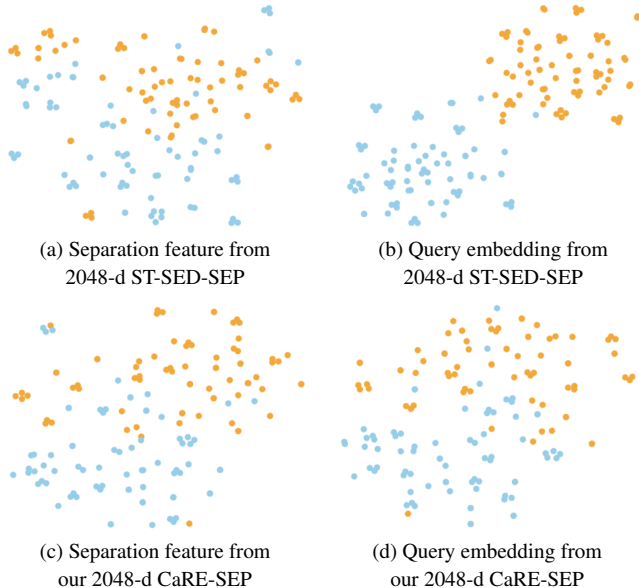 (a) Separation feature from
2048-d ST-SED-SEP
(b) Query embedding from
2048-d ST-SED-SEP
(c) Separation feature from
our 2048-d CaRE-SEP
(d) Query embedding from
our 2048-d CaRE-SEP